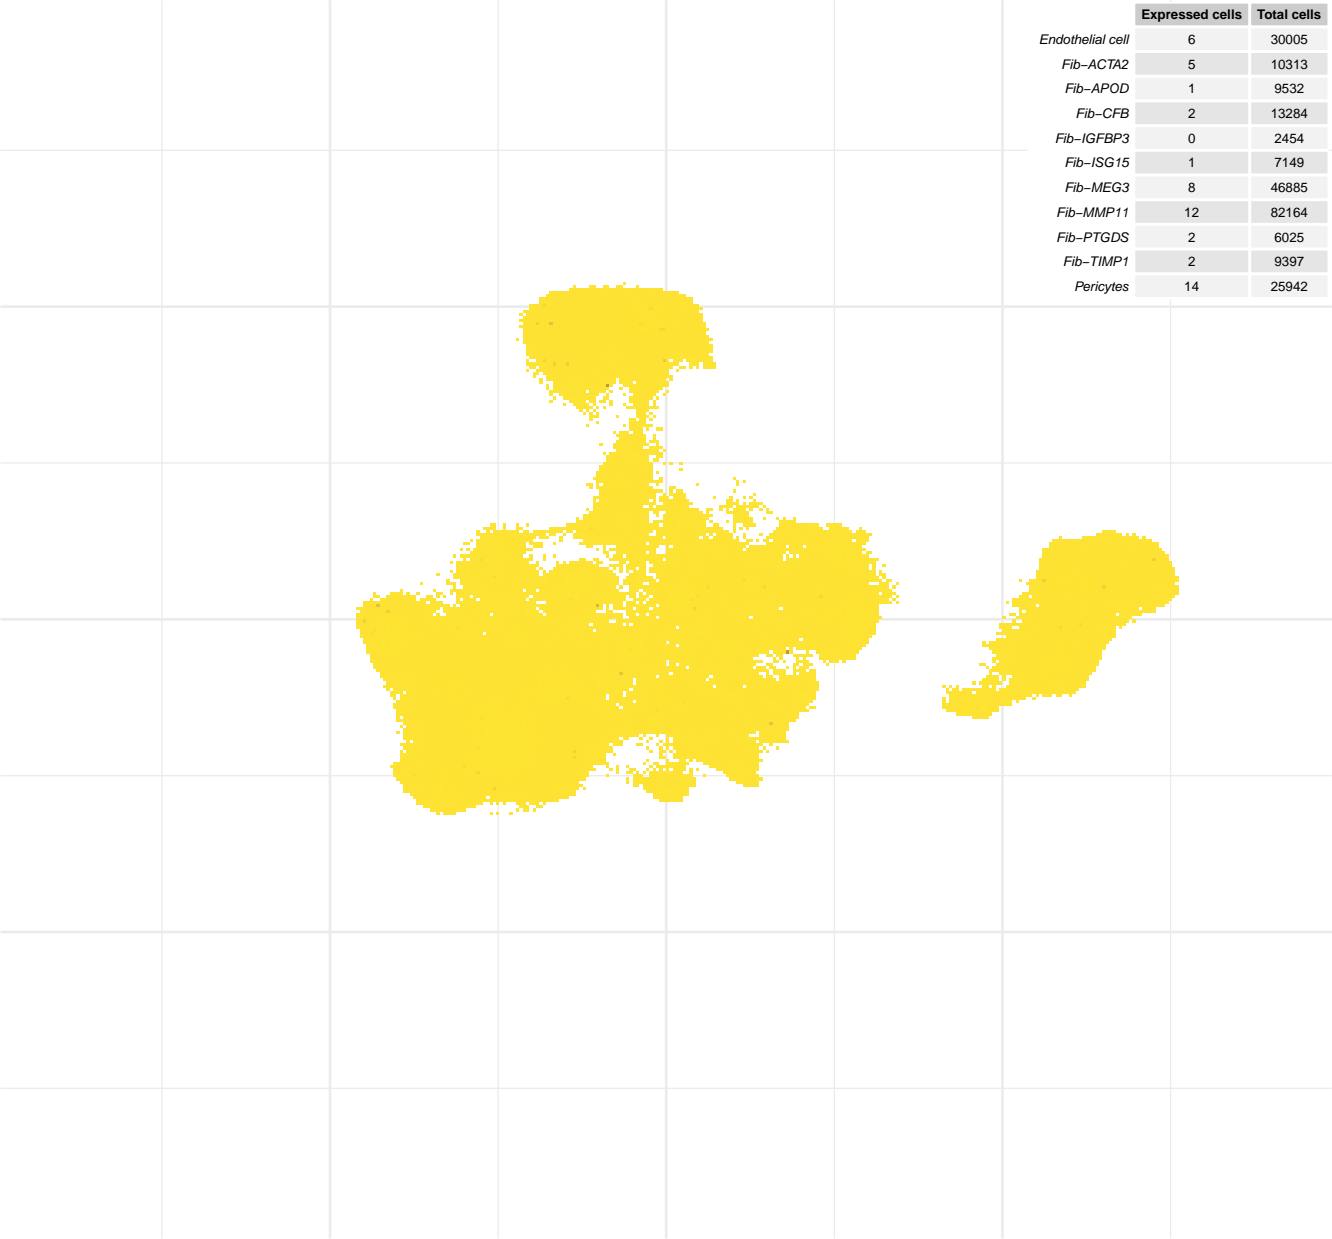 Expressed cells Total cells
Endothelial cell 6 30005
Fib−ACTA2 5 10313
Fib−APOD 1 9532
Fib−CFB 2 13284
Fib−IGFBP3 0 2454
Fib−ISG15 1 7149
Fib−MEG3 8 46885
Fib−MMP11 12 82164
Fib−PTGDS 2 6025
Fib−TIMP1 2 9397
Pericytes 14 25942